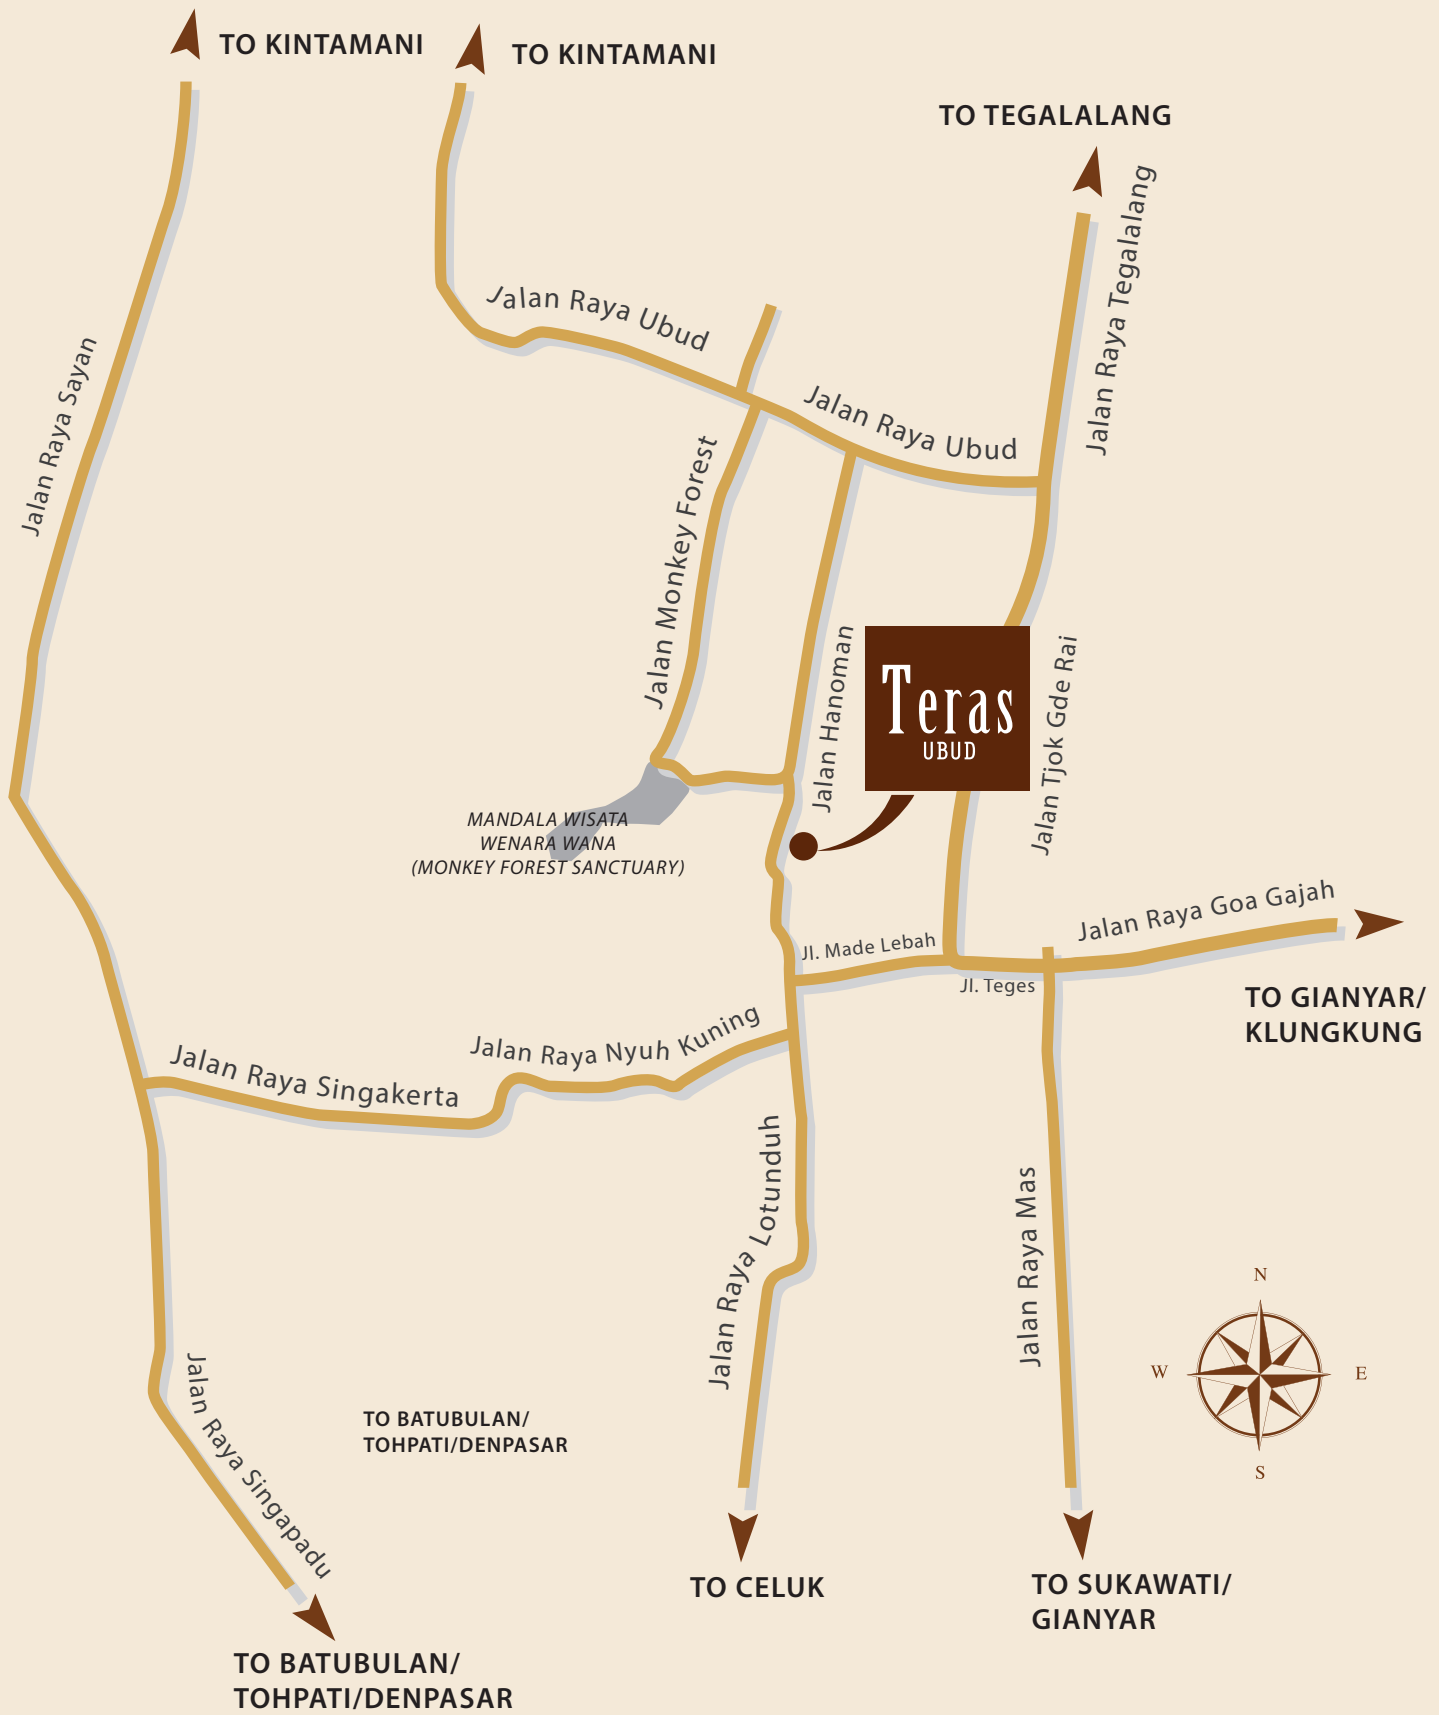 TO KINTAMANI
TO KINTAMANI
TO TEGALALANG
Jalan Raya Tegalalang
Jalan Raya Ubud
Jalan Raya Sayan
Jalan Raya Ubud
Jalan Monkey Forest
Jalan Hanoman
Teras
UBUD
Jalan Tjok Gde Rai
MANDALA WISATA
WENARA WANA
(MONKEY FOREST SANCTUARY)
Jalan Raya Goa Gajah
Jl. Made Lebah
Jl. Teges
TO GIANYAR/
KLUNGKUNG
Jalan Raya Nyuh Kuning
Jalan Raya Singakerta
Jalan Raya Lotunduh
Jalan Raya Mas
N
W
E
S
Jalan Raya Singapadu
TO BATUBULAN/
TOHPATI/DENPASAR
TO CELUK
TO SUKAWATI/
GIANYAR
TO BATUBULAN/
TOHPATI/DENPASAR